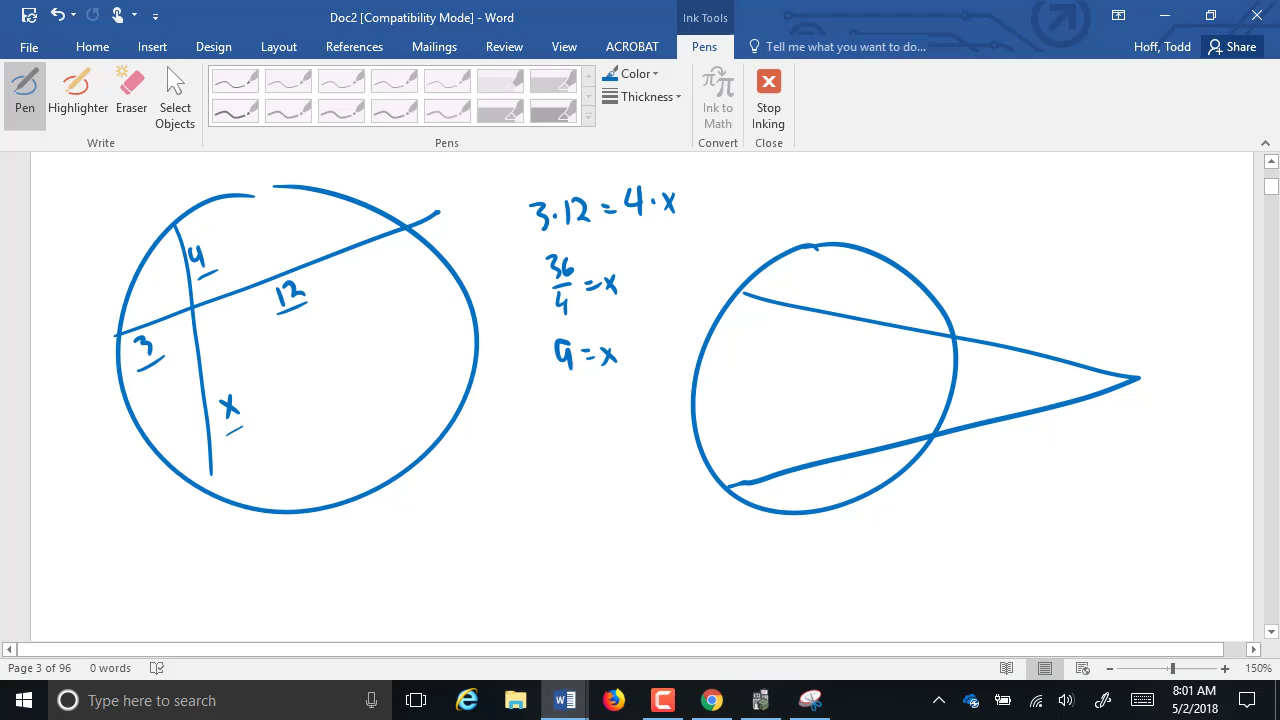 Doc2 [Compatibility Mode] - Word
Ink Tools
File Home Insert Design Layout References Mailings Review View ACROBAT Pens Tell me what you want to do... Hoff, Todd Share
Pen Highlighter Eraser Select Objects
Color
Thickness
Ink to Math
Stop Inking
Write Pens Convert Close
3·12=4·x
4
36/4=x
12
3
9=x
x
Page 3 of 96 0 words 150%
Type here to search
8:01 AM
5/2/2018